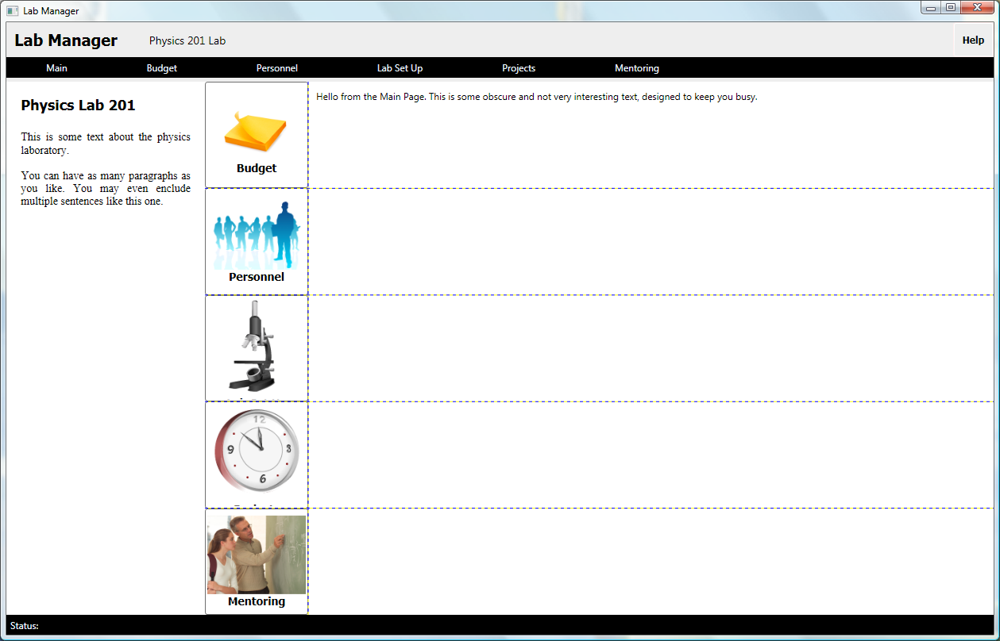 Lab Manager
Lab Manager
Physics 201 Lab
Help
Main Budget Personnel Lab Set Up Projects Mentoring
Physics Lab 201
This is some text about the physics
laboratory.
You can have as many paragraphs as
you like. You may even enclude
multiple sentences like this one.
Budget
Personnel
12
9
3
6
Mentoring
Hello from the Main Page. This is some obscure and not very interesting text, designed to keep you busy.
Status: